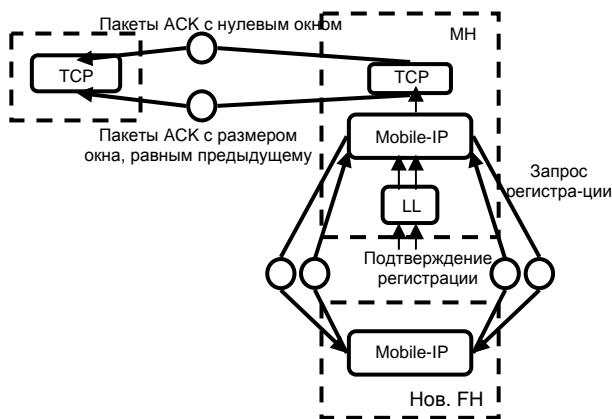 Пакеты АСК с нулевым окном
МН
TCP
TCP
Пакеты АСК с размером
окна, равным предыдущему
Mobile-IP
Запрос
регистра-ции
LL
Подтверждение
регистрации
Mobile-IP
Нов. FH